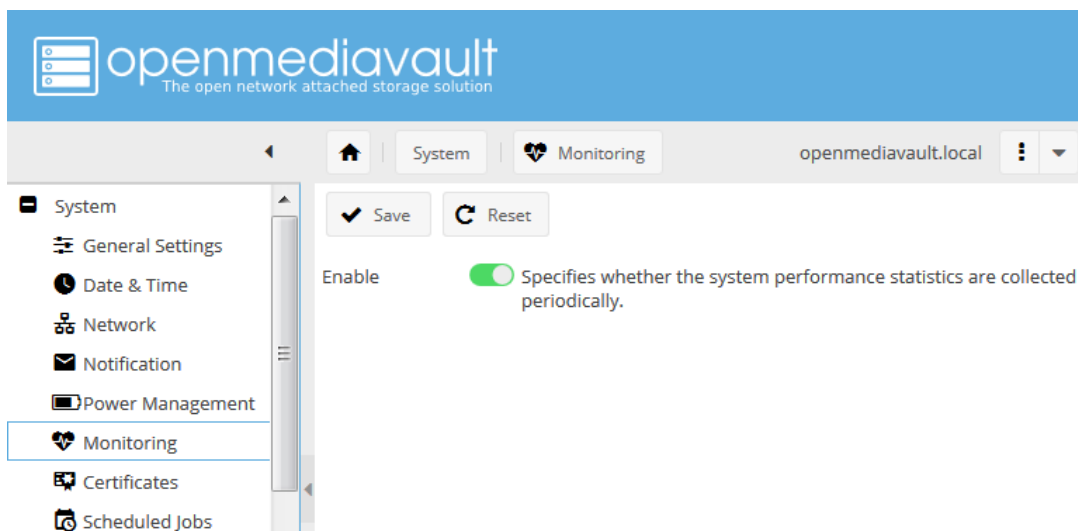 openmediavault
The open network attached storage solution
System
Monitoring
openmediavault.local
System
General Settings
Date & Time
Network
Notification
Power Management
Monitoring
Certificates
Scheduled Jobs
Save
Reset
Enable
Specifies whether the system performance statistics are collected
periodically.